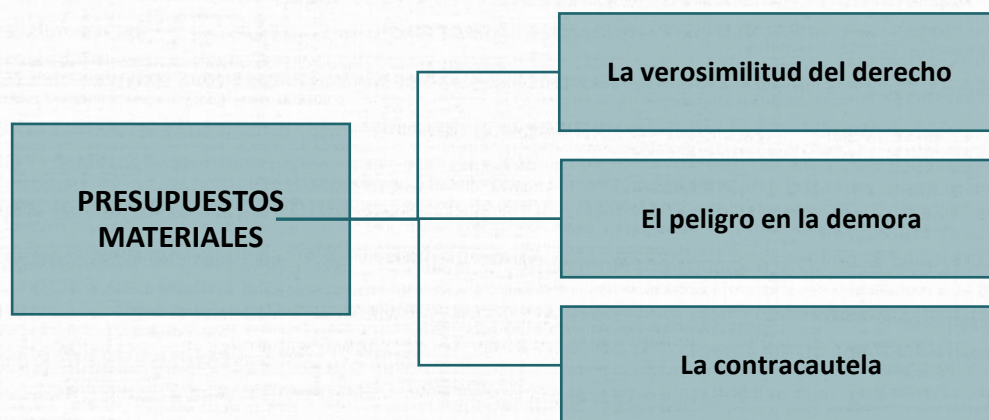 PRESUPUESTOS
MATERIALES
La verosimilitud del derecho
El peligro en la demora
La contracautela